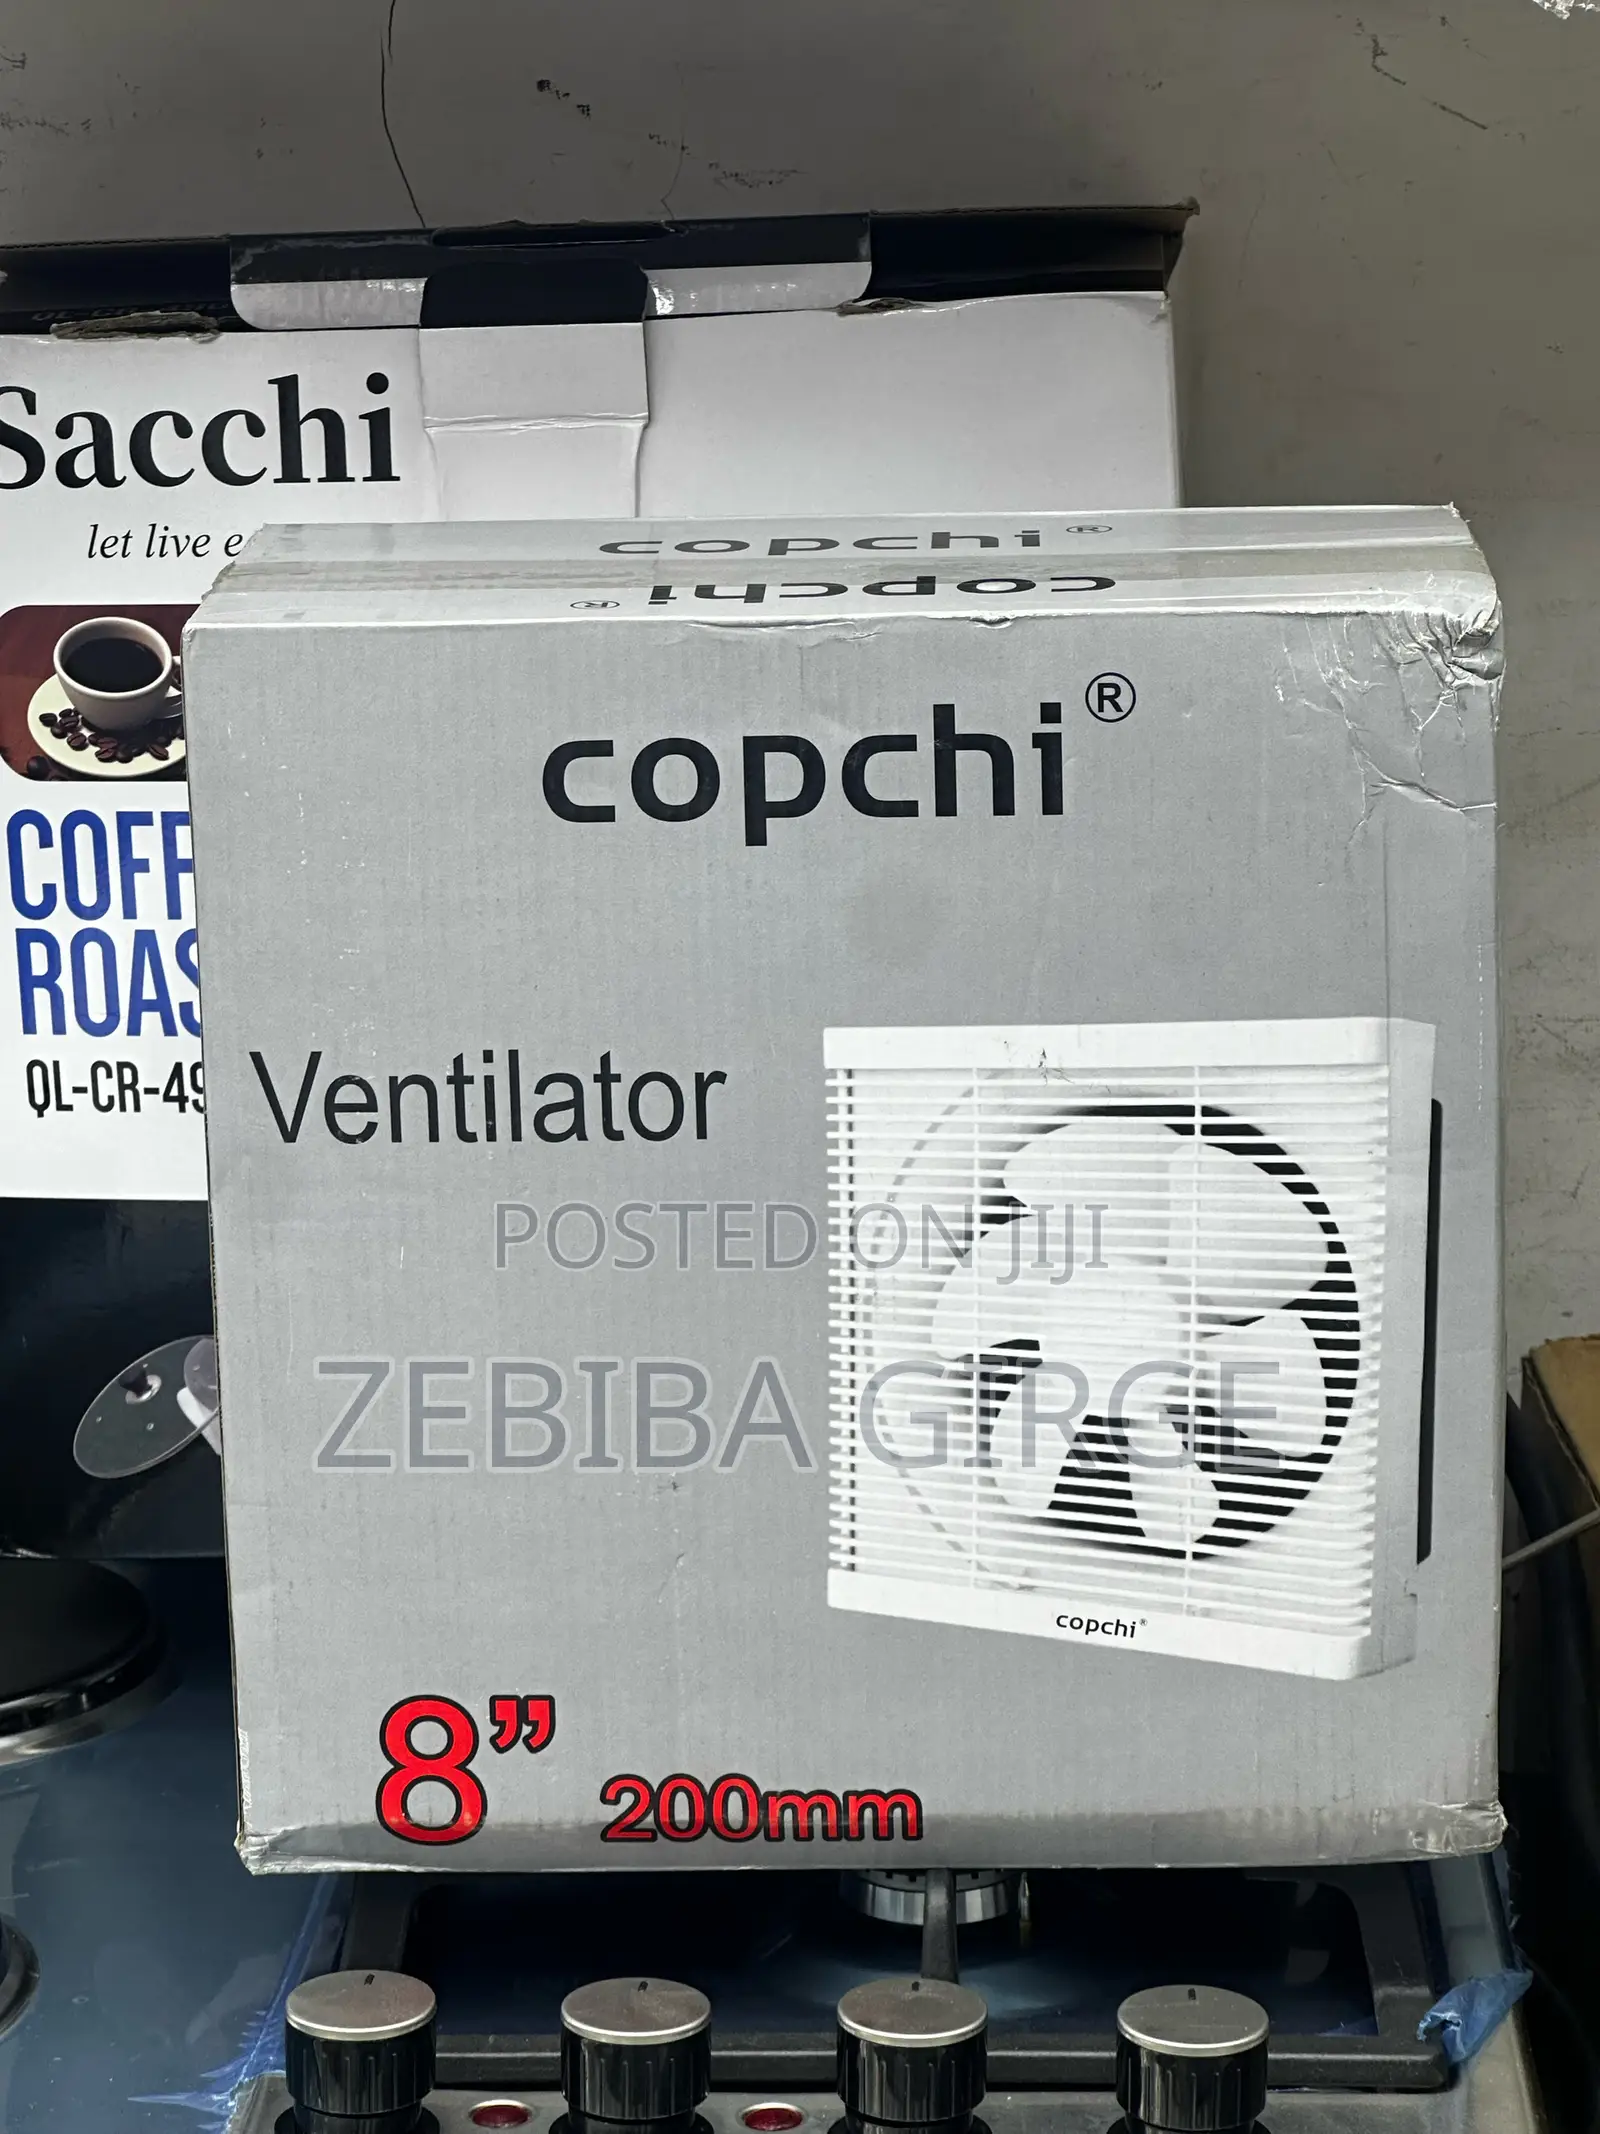 Sacchi
let live e
copchi ®
copchi ®
copchi ®
COFF
ROAS
QL-CR-49
Ventilator
POSTED ON JIJI
ZEBIBA GIRGE
copchi®
8” 200mm